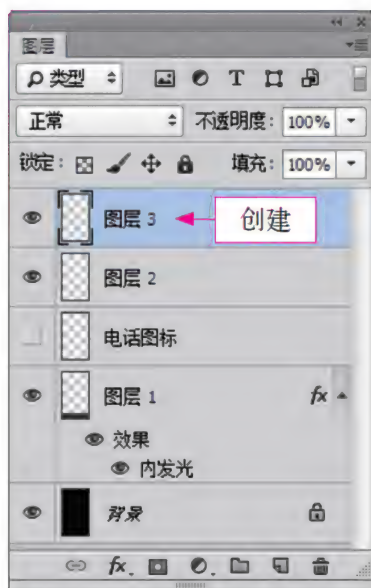 图层
类型
T
正常 不透明度: 100%
锁定: 填充: 100%
图层 3 创建
图层 2
电话图标
图层 1 fx
效果
内发光
背景
fx